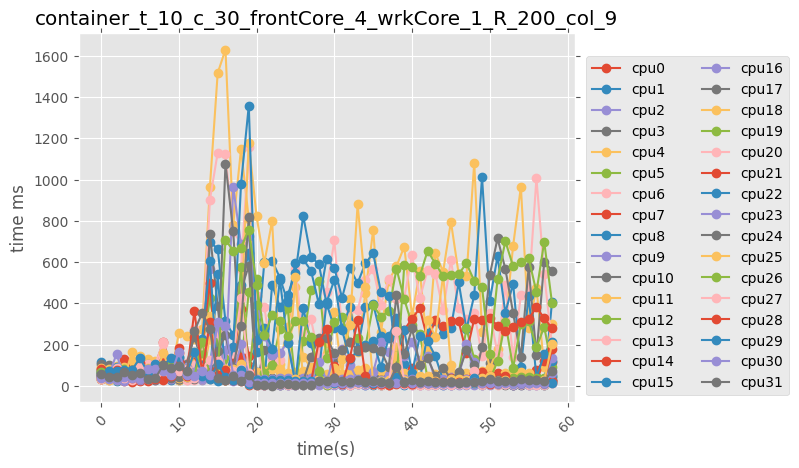 container_t_10_c_30_frontCore_4_wrkCore_1_R_200_col_9
time ms
1600
1400
1200
1000
800
600
400
200
0
0 10 20 30 40 50 60
time(s)
cpu0 cpu16
cpu1 cpu17
cpu2 cpu18
cpu3 cpu19
cpu4 cpu20
cpu5 cpu21
cpu6 cpu22
cpu7 cpu23
cpu8 cpu24
cpu9 cpu25
cpu10 cpu26
cpu11 cpu27
cpu12 cpu28
cpu13 cpu29
cpu14 cpu30
cpu15 cpu31